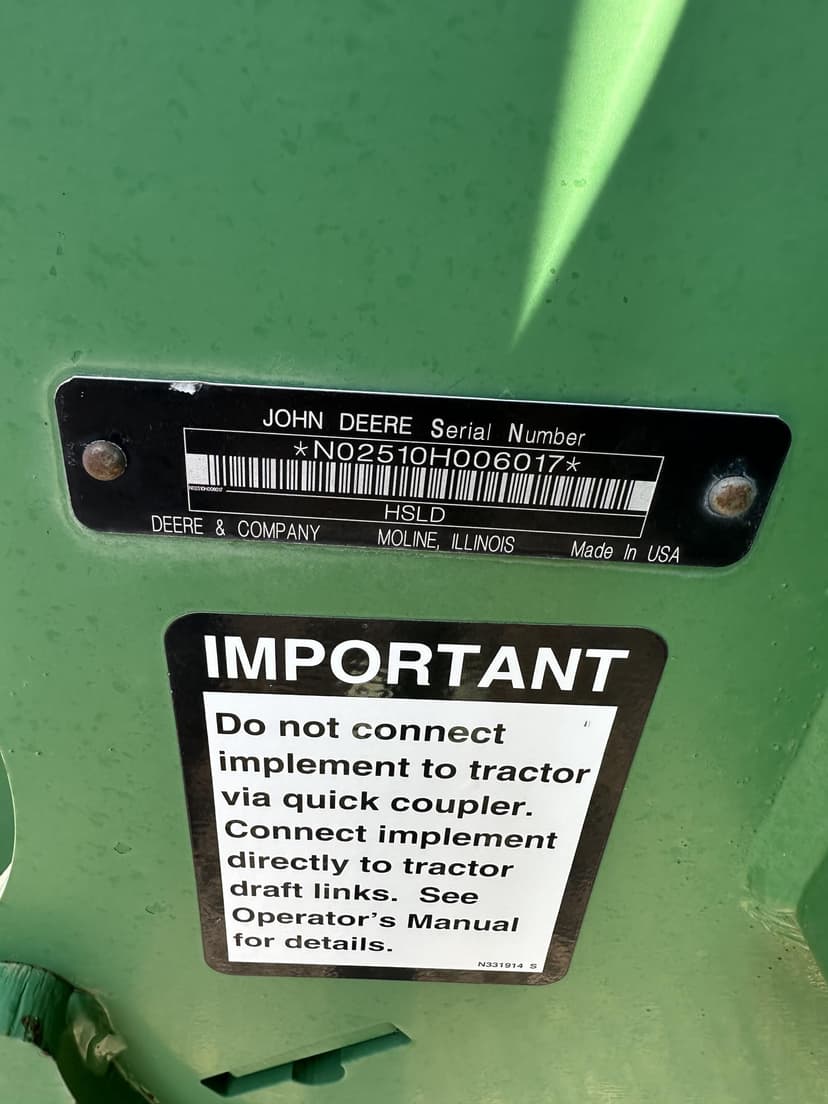 JOHN DEERE Serial Number
*N02510H006017*
N02510H006017
HSLD
DEERE & COMPANY MOLINE, ILLINOIS Made In USA
IMPORTANT
Do not connect
implement to tractor
via quick coupler.
Connect implement
directly to tractor
draft links. See
Operator's Manual
for details.
N331914 S